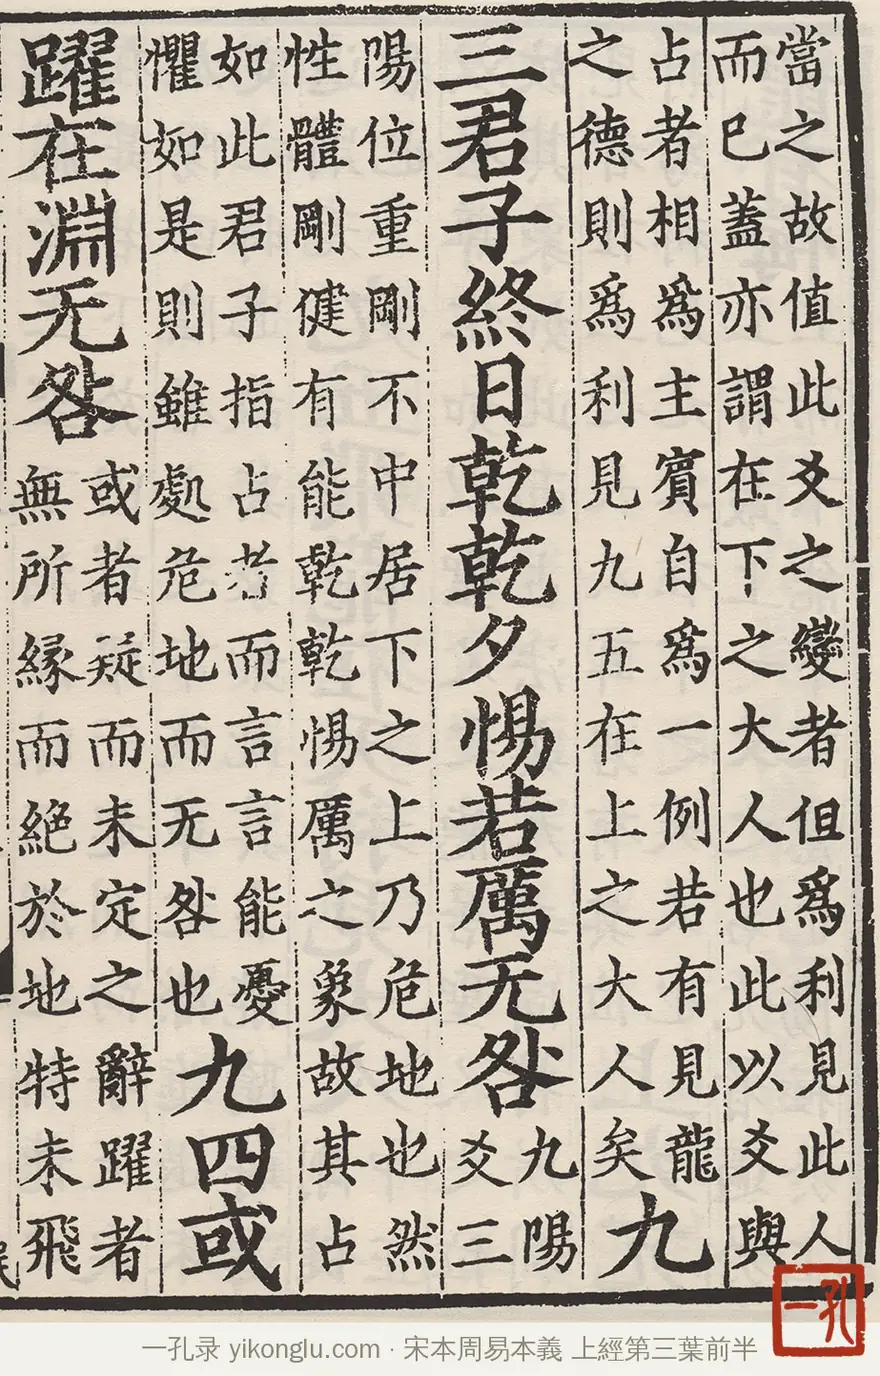 當之故值此爻之變者但爲利見此人
而已蓋亦謂在下之大人也此以爻與
占者相爲主賓自爲一例若有見龍
之德則爲利見九五在上之大人矣
九
三君子終日乾乾夕惕若厲无咎
九陽
爻三
陽位重剛不中居下之上乃危地也然
性體剛健有能乾乾惕厲之象故其占
如此君子指占者而言言能憂
懼如是則雖處危地而无咎也
九四或
躍在淵无咎
或者疑而未定之辭躍者
無所緣而絶於地特未飛
一孔
一孔录 yikonglu.com · 宋本周易本義 上經第三葉前半